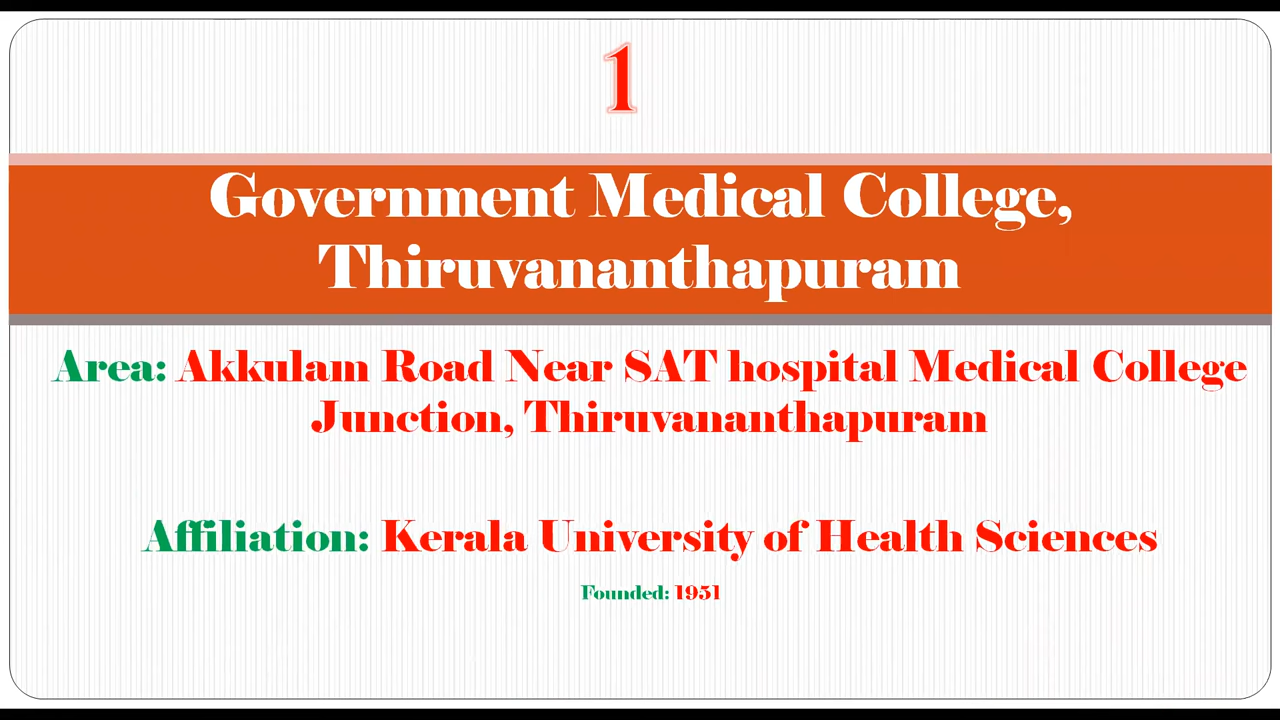 1
Government Medical College,
Thiruvananthapuram
Area: Akkulam Road Near SAT hospital Medical College
Junction, Thiruvananthapuram
Affiliation: Kerala University of Health Sciences
Founded: 1951